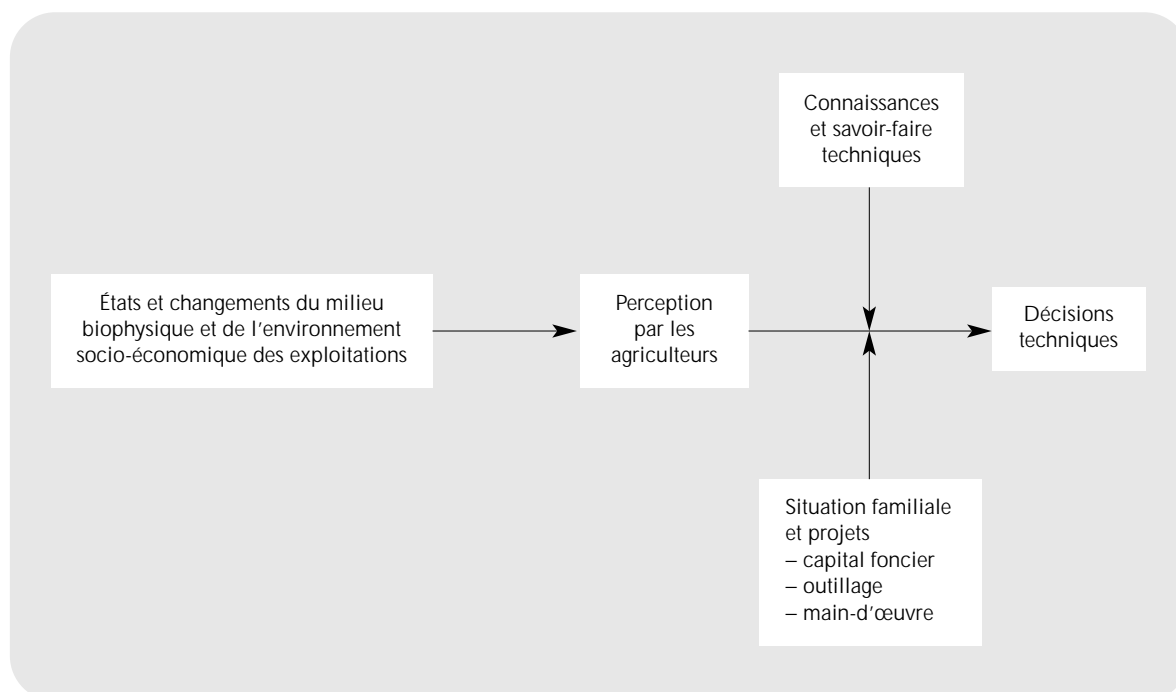 Connaissances
et savoir-faire
techniques
États et changements du milieu
biophysique et de l'environnement
socio-économique des exploitations
Perception
par les
agriculteurs
Décisions
techniques
Situation familiale
et projets
– capital foncier
– outillage
– main-d'œuvre